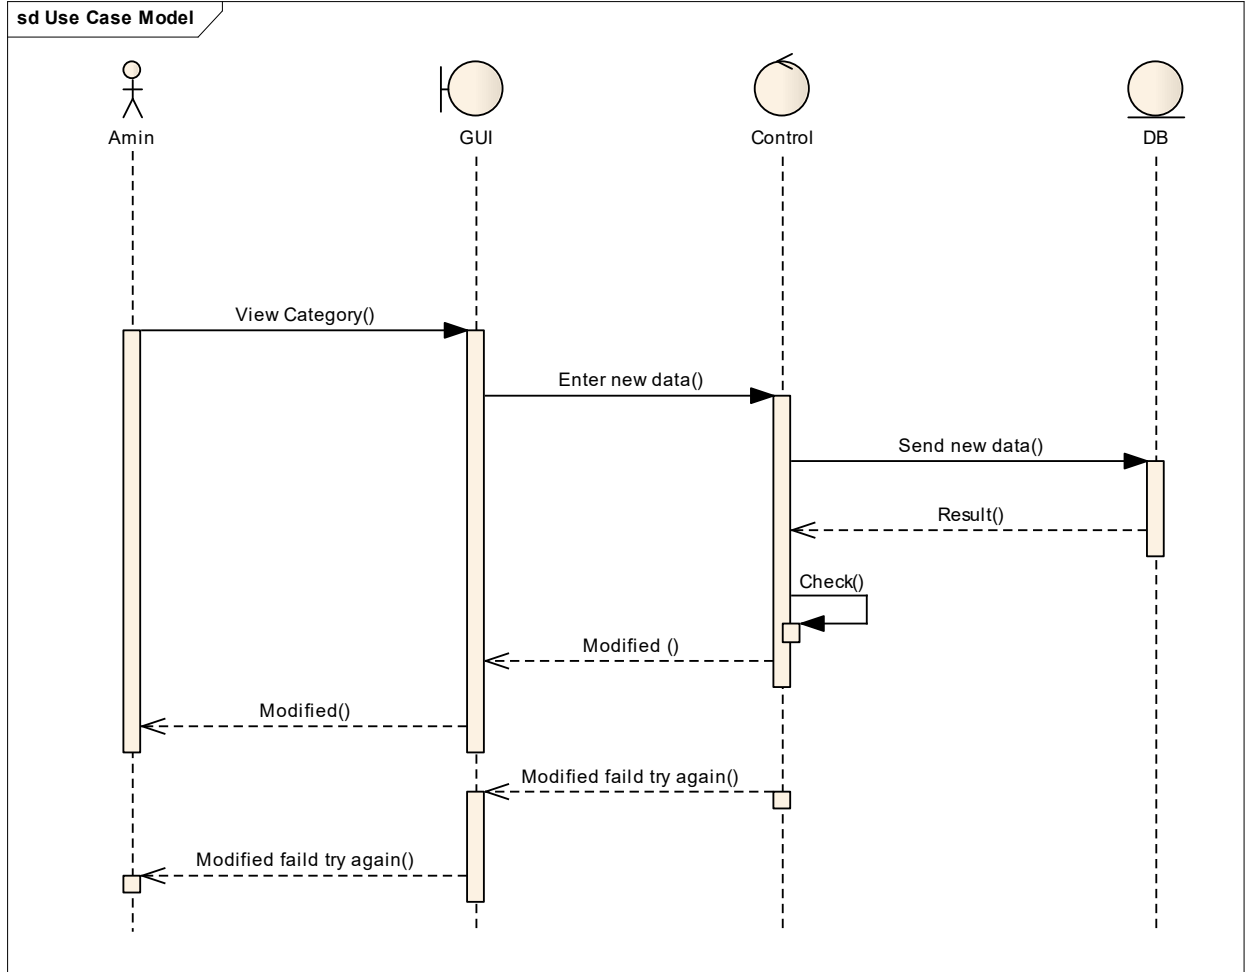 sd Use Case Model
Amin
GUI
Control
DB
View Category()
Enter new data()
Send new data()
Result()
Check()
Modified ()
Modified()
Modified faild try again()
Modified faild try again()